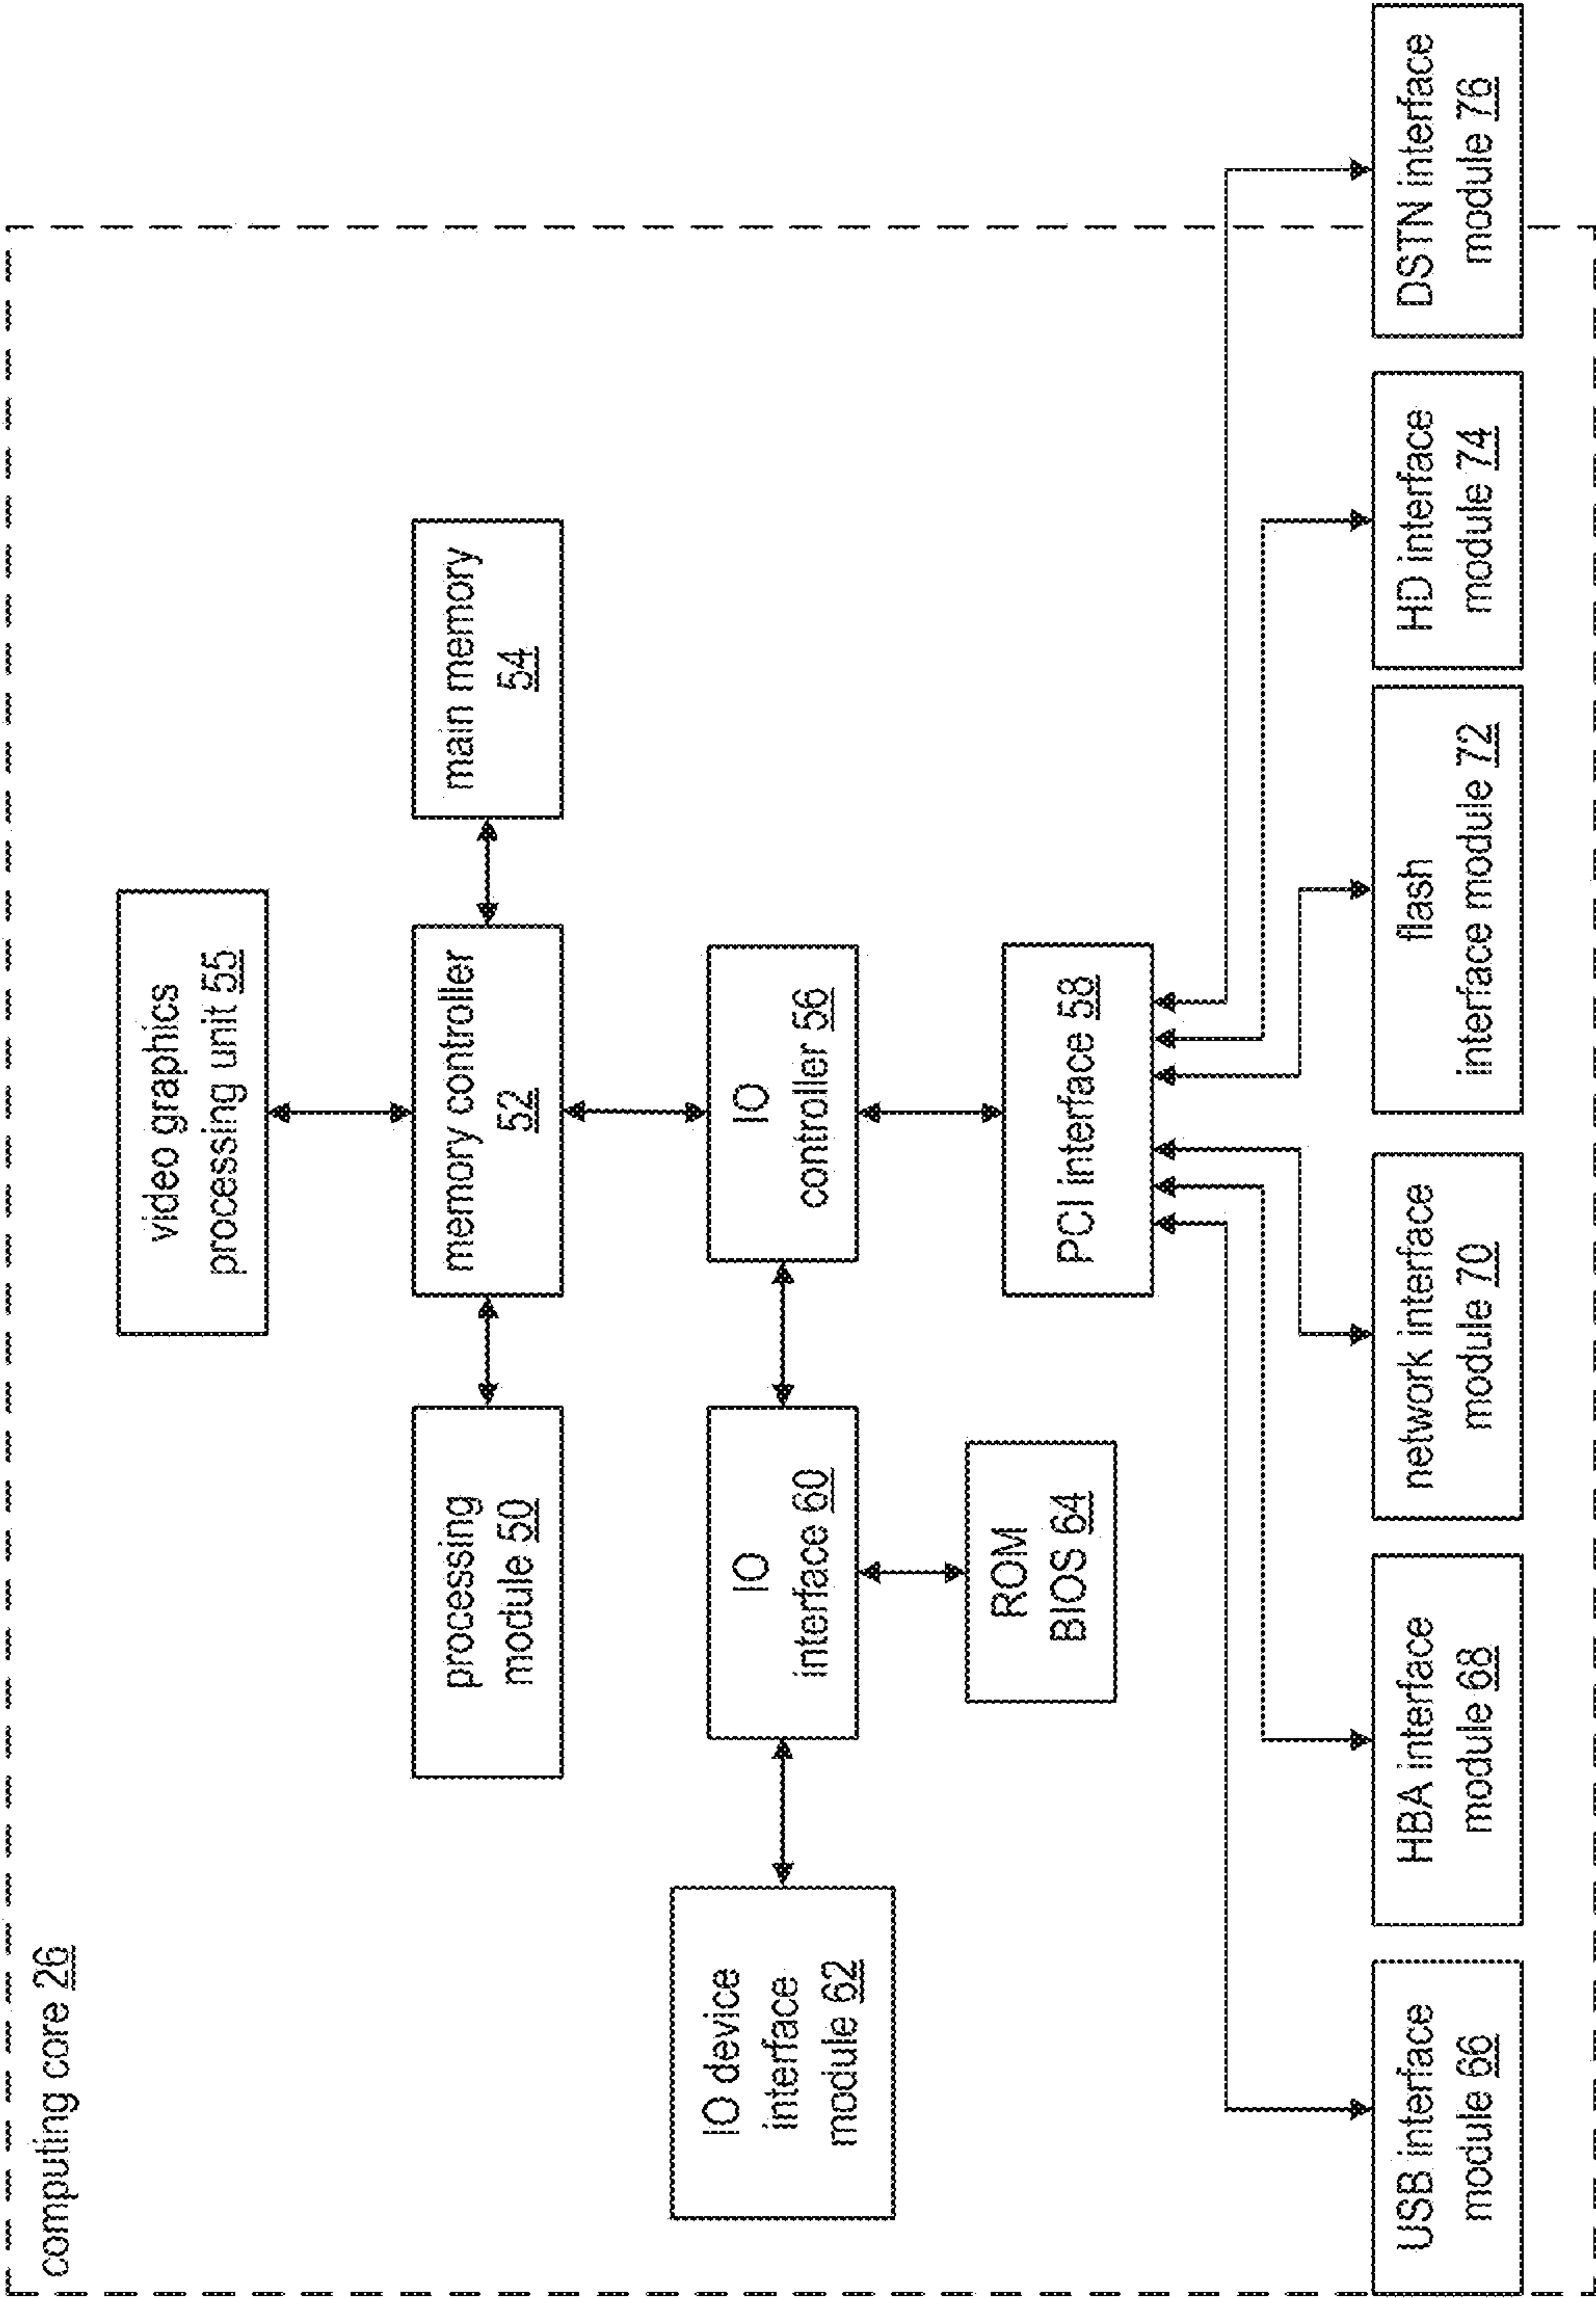 computing core 26
video graphics
processing unit 55
processing
module 50
memory controller
52
main memory
54
IO device
interface
module 62
IO
interface 60
IO
controller 56
ROM
BIOS 64
PCI interface 58
USB interface
module 66
HBA interface
module 68
network interface
module 70
flash
interface module 72
HD interface
module 74
DSTN interface
module 76